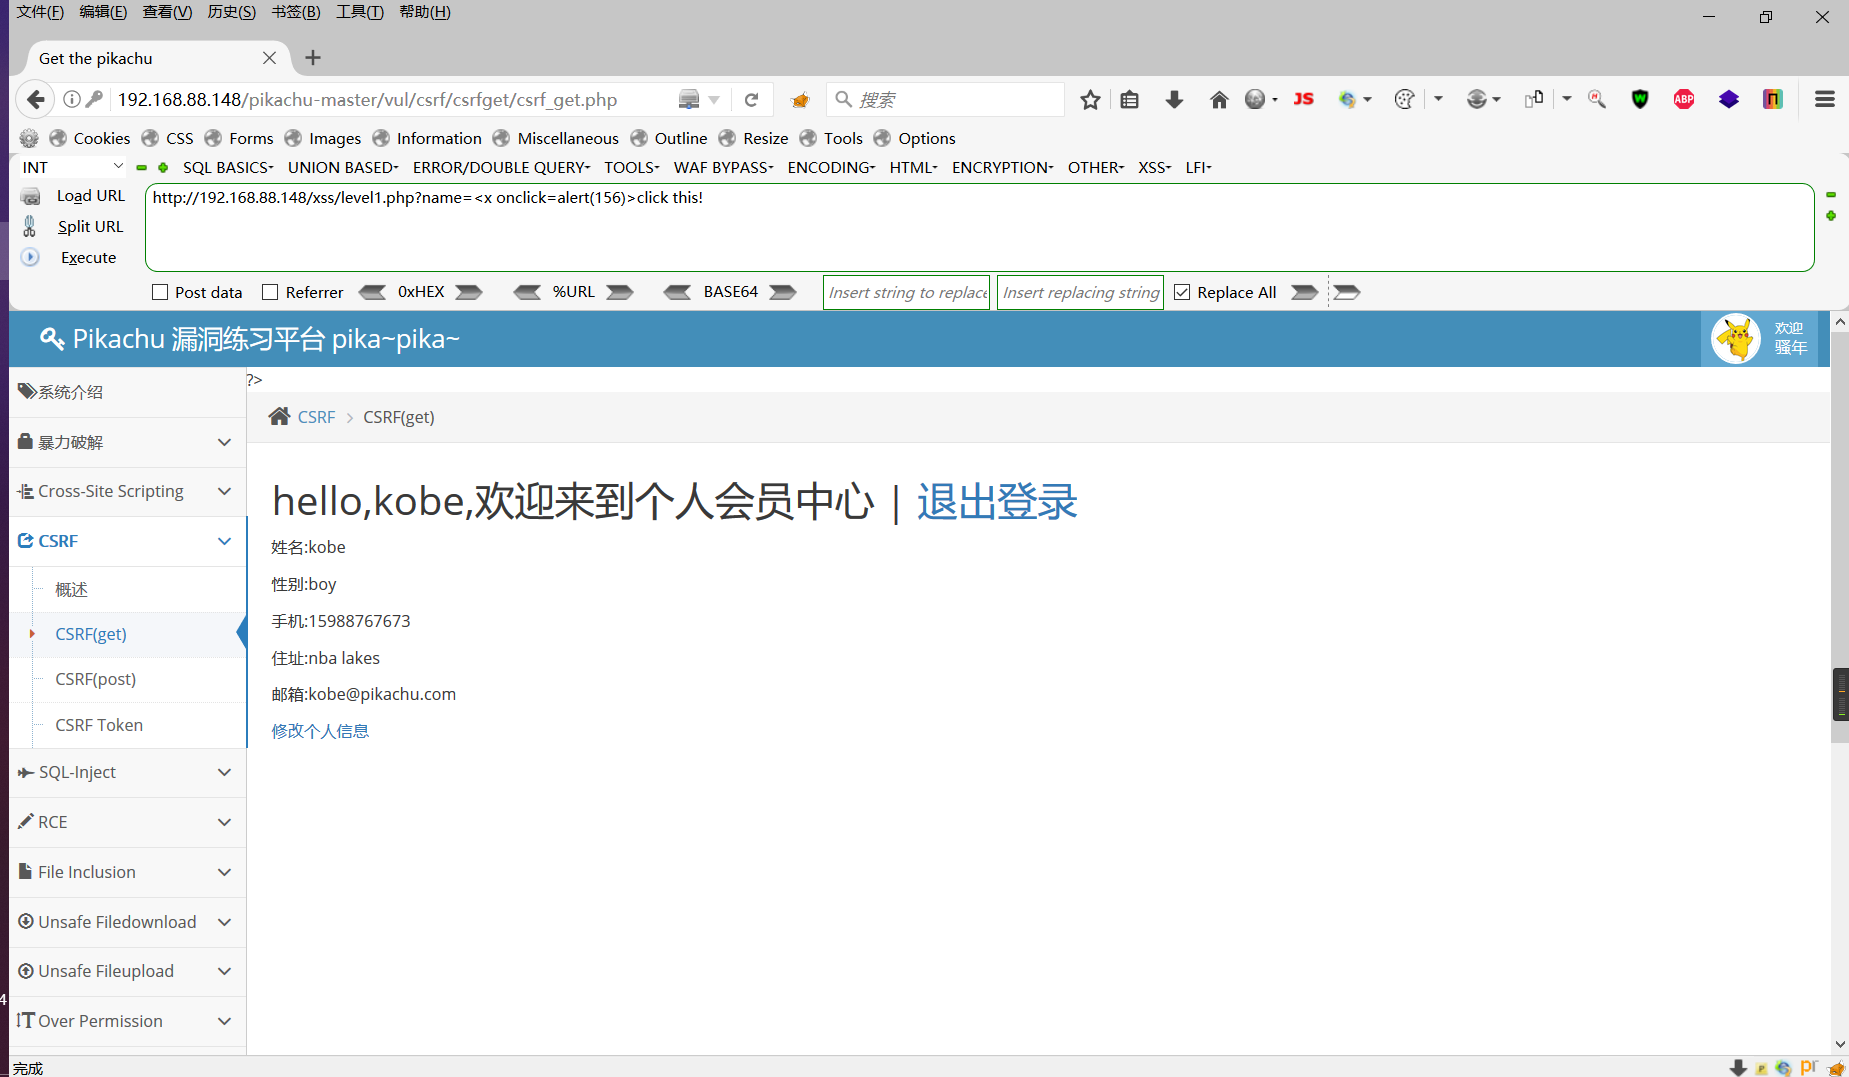 文件(F) 编辑(E) 查看(V) 历史(S) 书签(B) 工具(T) 帮助(H)
Get the pikachu
192.168.88.148/pikachu-master/vul/csrf/csrfget/csrf_get.php
搜索
JS
W
ABP
Cookies CSS Forms Images Information Miscellaneous Outline Resize Tools Options
INT SQL BASICS UNION BASED ERROR/DOUBLE QUERY TOOLS WAF BYPASS ENCODING HTML ENCRYPTION OTHER XSS LFI
Load URL
http://192.168.88.148/xss/level1.php?name=<x onclick=alert(156)>click this!
Split URL
Execute
Post data Referrer 0xHEX %URL BASE64 Insert string to replace Insert replacing string Replace All
Pikachu 漏洞练习平台 pika~pika~
欢迎
骚年
系统介绍
暴力破解
Cross-Site Scripting
CSRF
概述
CSRF(get)
CSRF(post)
CSRF Token
SQL-Inject
RCE
File Inclusion
Unsafe Filedownload
Unsafe Fileupload
Over Permission
?>
CSRF > CSRF(get)
hello,kobe,欢迎来到个人会员中心 | 退出登录
姓名:kobe
性别:boy
手机:15988767673
住址:nba lakes
邮箱:kobe@pikachu.com
修改个人信息
4
完成
pr